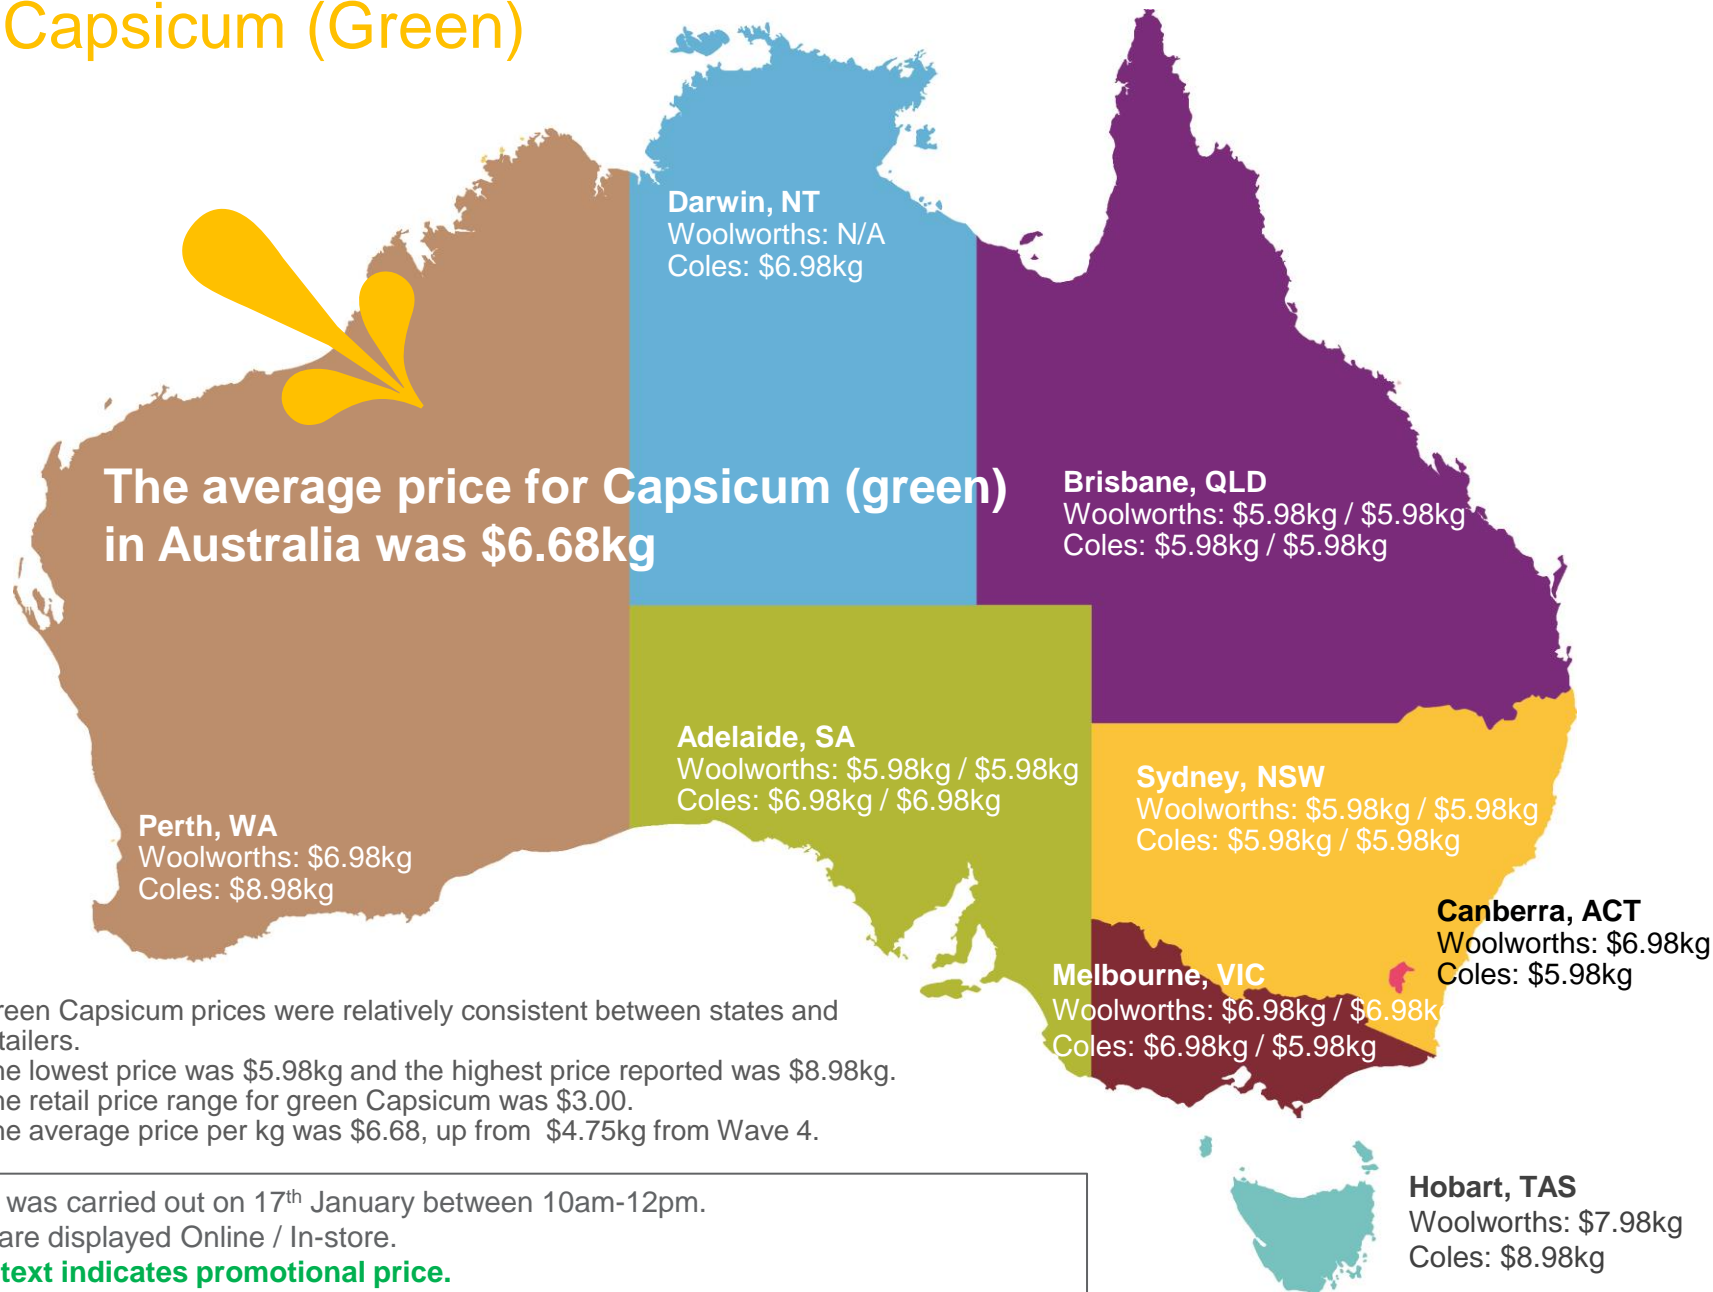 Capsicum (Green)
Darwin, NT
Woolworths: N/A
Coles: $6.98kg
The average price for Capsicum (green)
in Australia was $6.68kg
Brisbane, QLD
Woolworths: $5.98kg / $5.98kg
Coles: $5.98kg / $5.98kg
Adelaide, SA
Woolworths: $5.98kg / $5.98kg
Coles: $6.98kg / $6.98kg
Sydney, NSW
Woolworths: $5.98kg / $5.98kg
Coles: $5.98kg / $5.98kg
Perth, WA
Woolworths: $6.98kg
Coles: $8.98kg
Canberra, ACT
Woolworths: $6.98kg
Coles: $5.98kg
Melbourne, VIC
Woolworths: $6.98kg / $6.98k
Coles: $6.98kg / $5.98kg
reen Capsicum prices were relatively consistent between states and
tailers.
he lowest price was $5.98kg and the highest price reported was $8.98kg.
he retail price range for green Capsicum was $3.00.
he average price per kg was $6.68, up from $4.75kg from Wave 4.
was carried out on 17th January between 10am-12pm.
are displayed Online / In-store.
text indicates promotional price.
Hobart, TAS
Woolworths: $7.98kg
Coles: $8.98kg